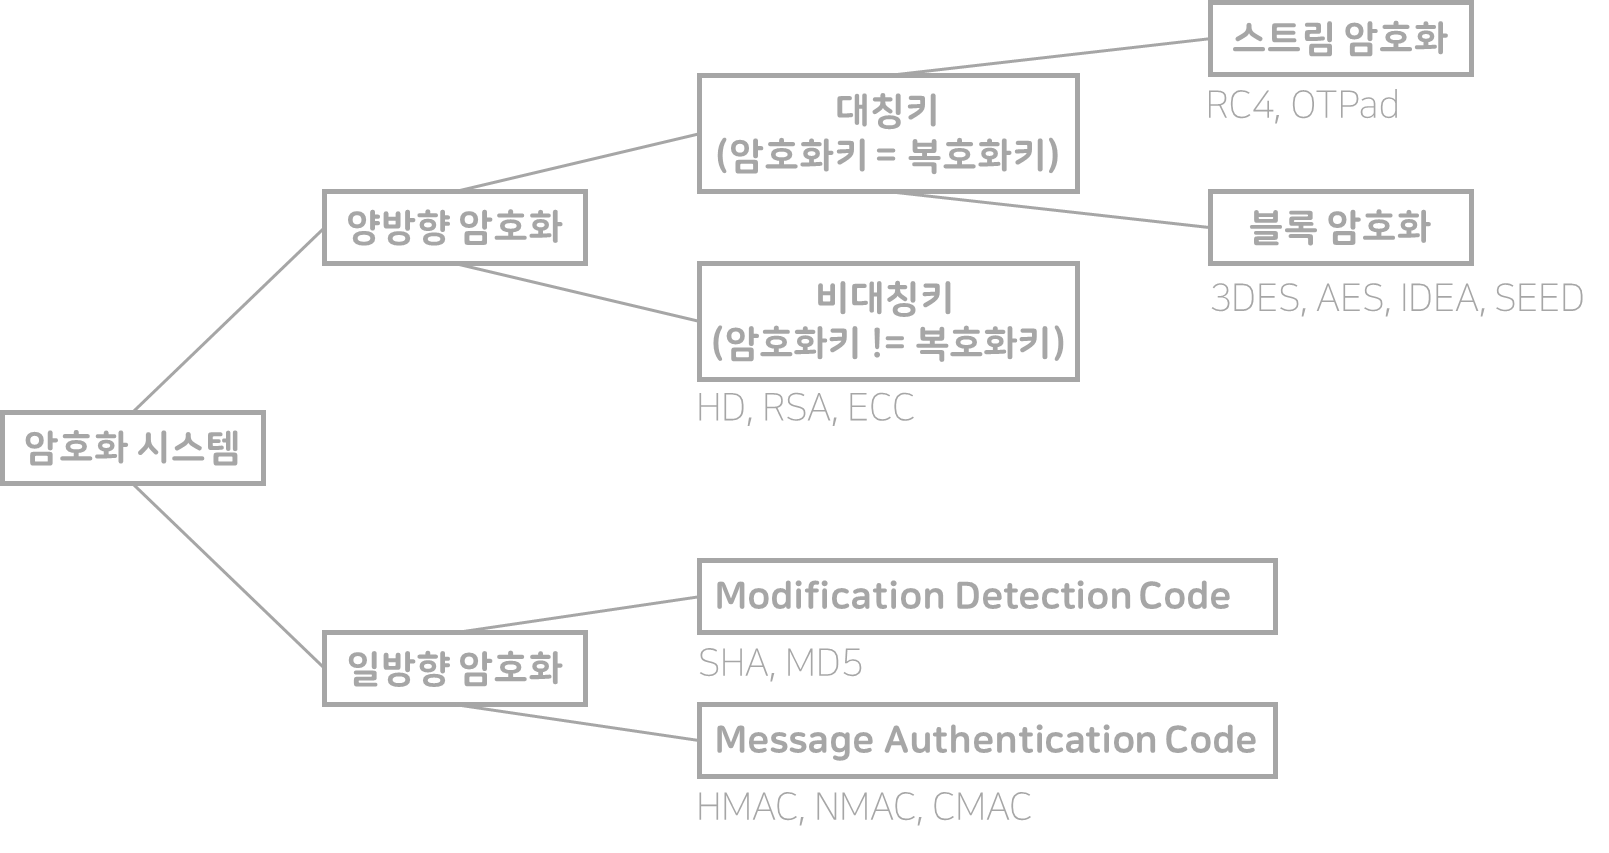 스트림 암호화
RC4, OTPad
대칭키
(암호화키 = 복호화키)
양방향 암호화
블록 암호화
3DES, AES, IDEA, SEED
비대칭키
(암호화키 != 복호화키)
HD, RSA, ECC
암호화 시스템
Modification Detection Code
SHA, MD5
일방향 암호화
Message Authentication Code
HMAC, NMAC, CMAC